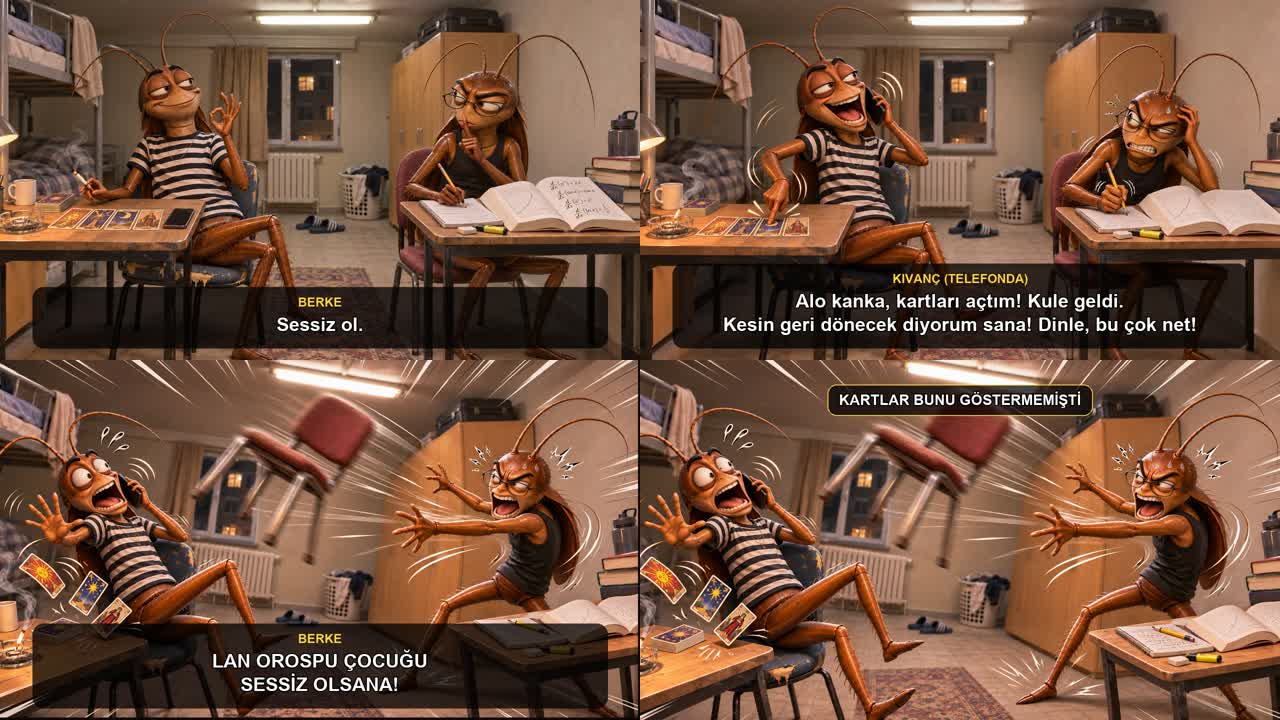 BERKE
Sessiz ol.
KIVANÇ (TELEFONDA)
Alo kanka, kartları açtım! Kule geldi.
Kesin geri dönecek diyorum sana! Dinle, bu çok net!
BERKE
LAN OROSPU ÇOCUĞU
SESSİZ OLSANA!
KARTLAR BUNU GÖSTERMEMİŞTİ